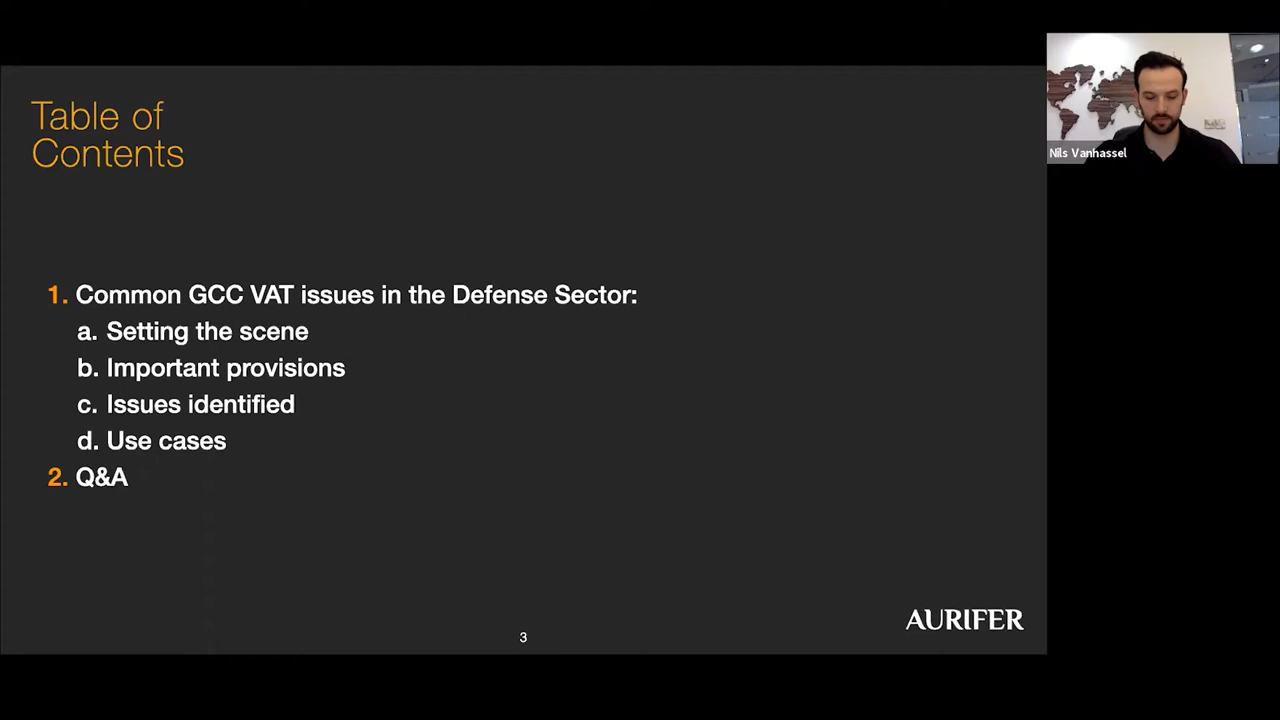 Table of
Contents
1. Common GCC VAT issues in the Defense Sector:
a. Setting the scene
b. Important provisions
c. Issues identified
d. Use cases
2. Q&A
AURIFER
3
Nils Vanhassel